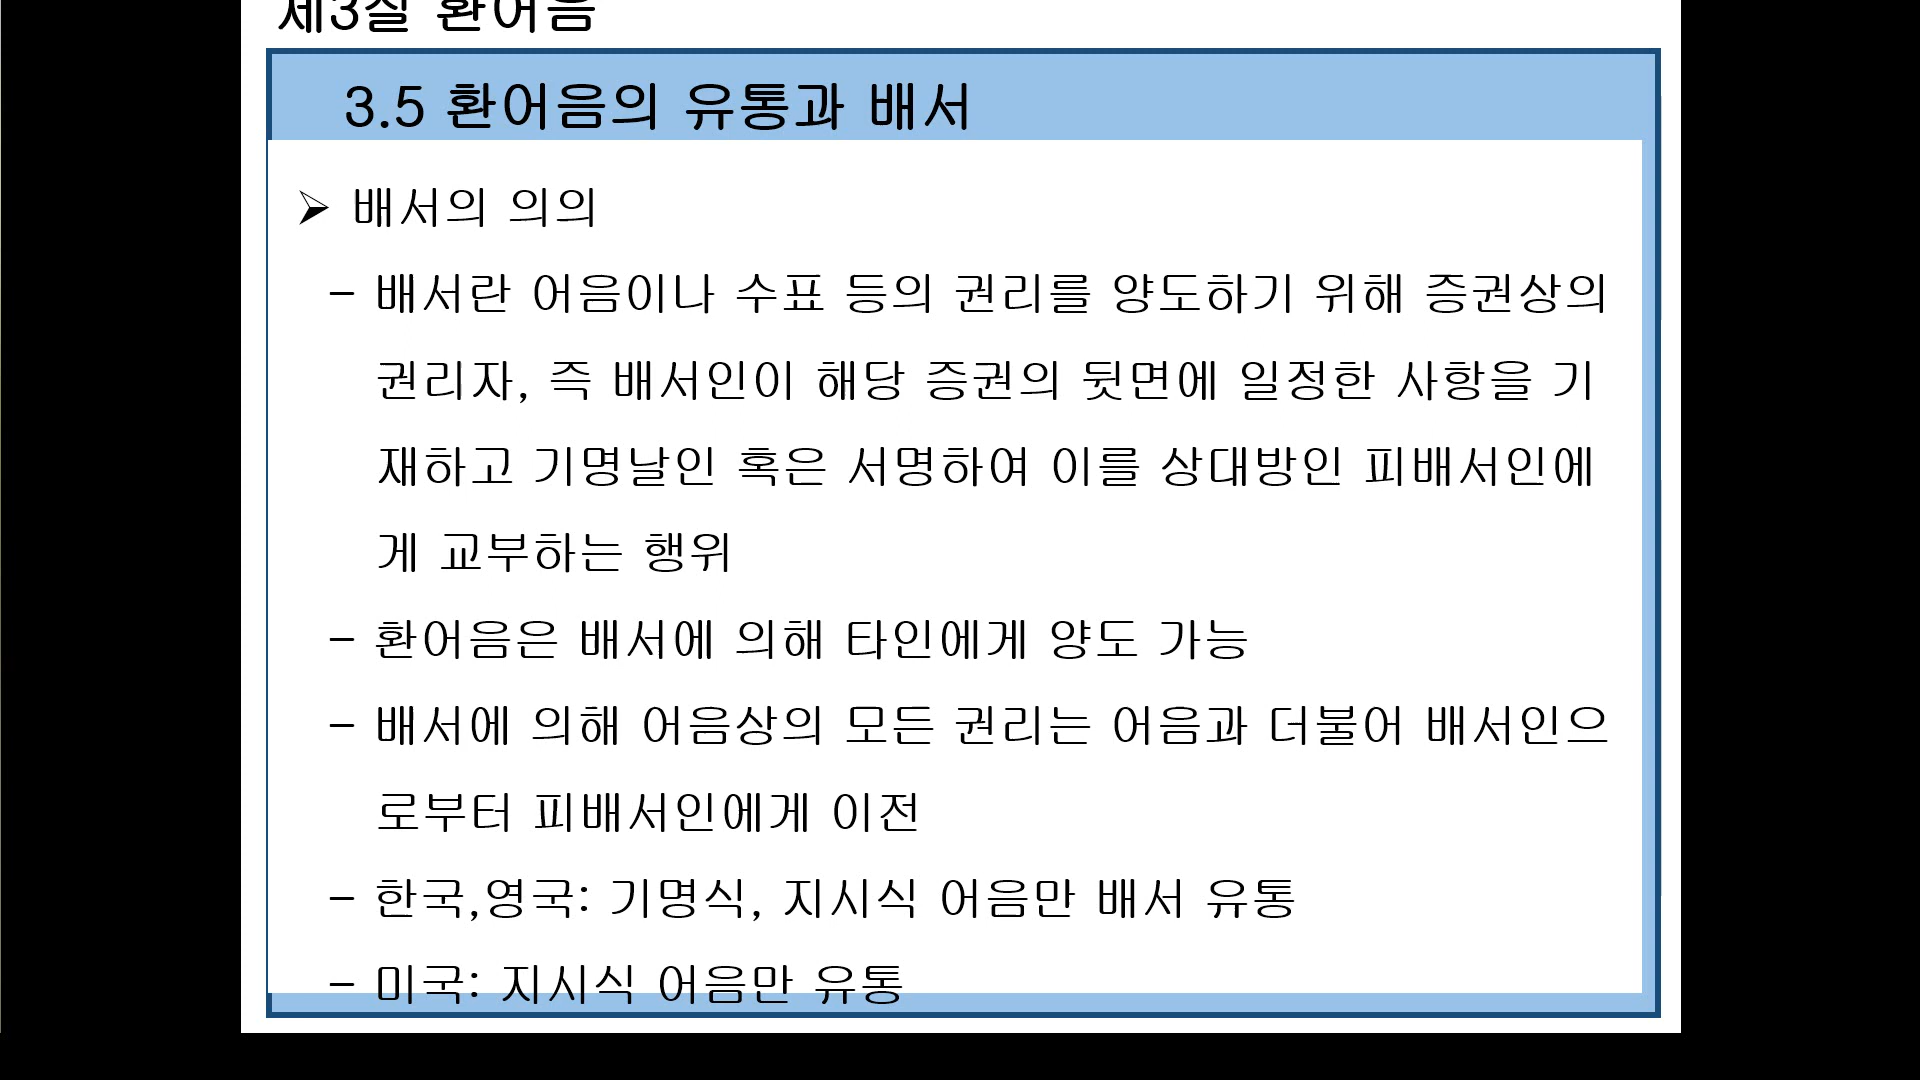 제3절 환어음
3.5 환어음의 유통과 배서
➢ 배서의 의의
- 배서란 어음이나 수표 등의 권리를 양도하기 위해 증권상의
권리자, 즉 배서인이 해당 증권의 뒷면에 일정한 사항을 기
재하고 기명날인 혹은 서명하여 이를 상대방인 피배서인에
게 교부하는 행위
- 환어음은 배서에 의해 타인에게 양도 가능
- 배서에 의해 어음상의 모든 권리는 어음과 더불어 배서인으
로부터 피배서인에게 이전
- 한국,영국: 기명식, 지시식 어음만 배서 유통
- 미국: 지시식 어음만 유통